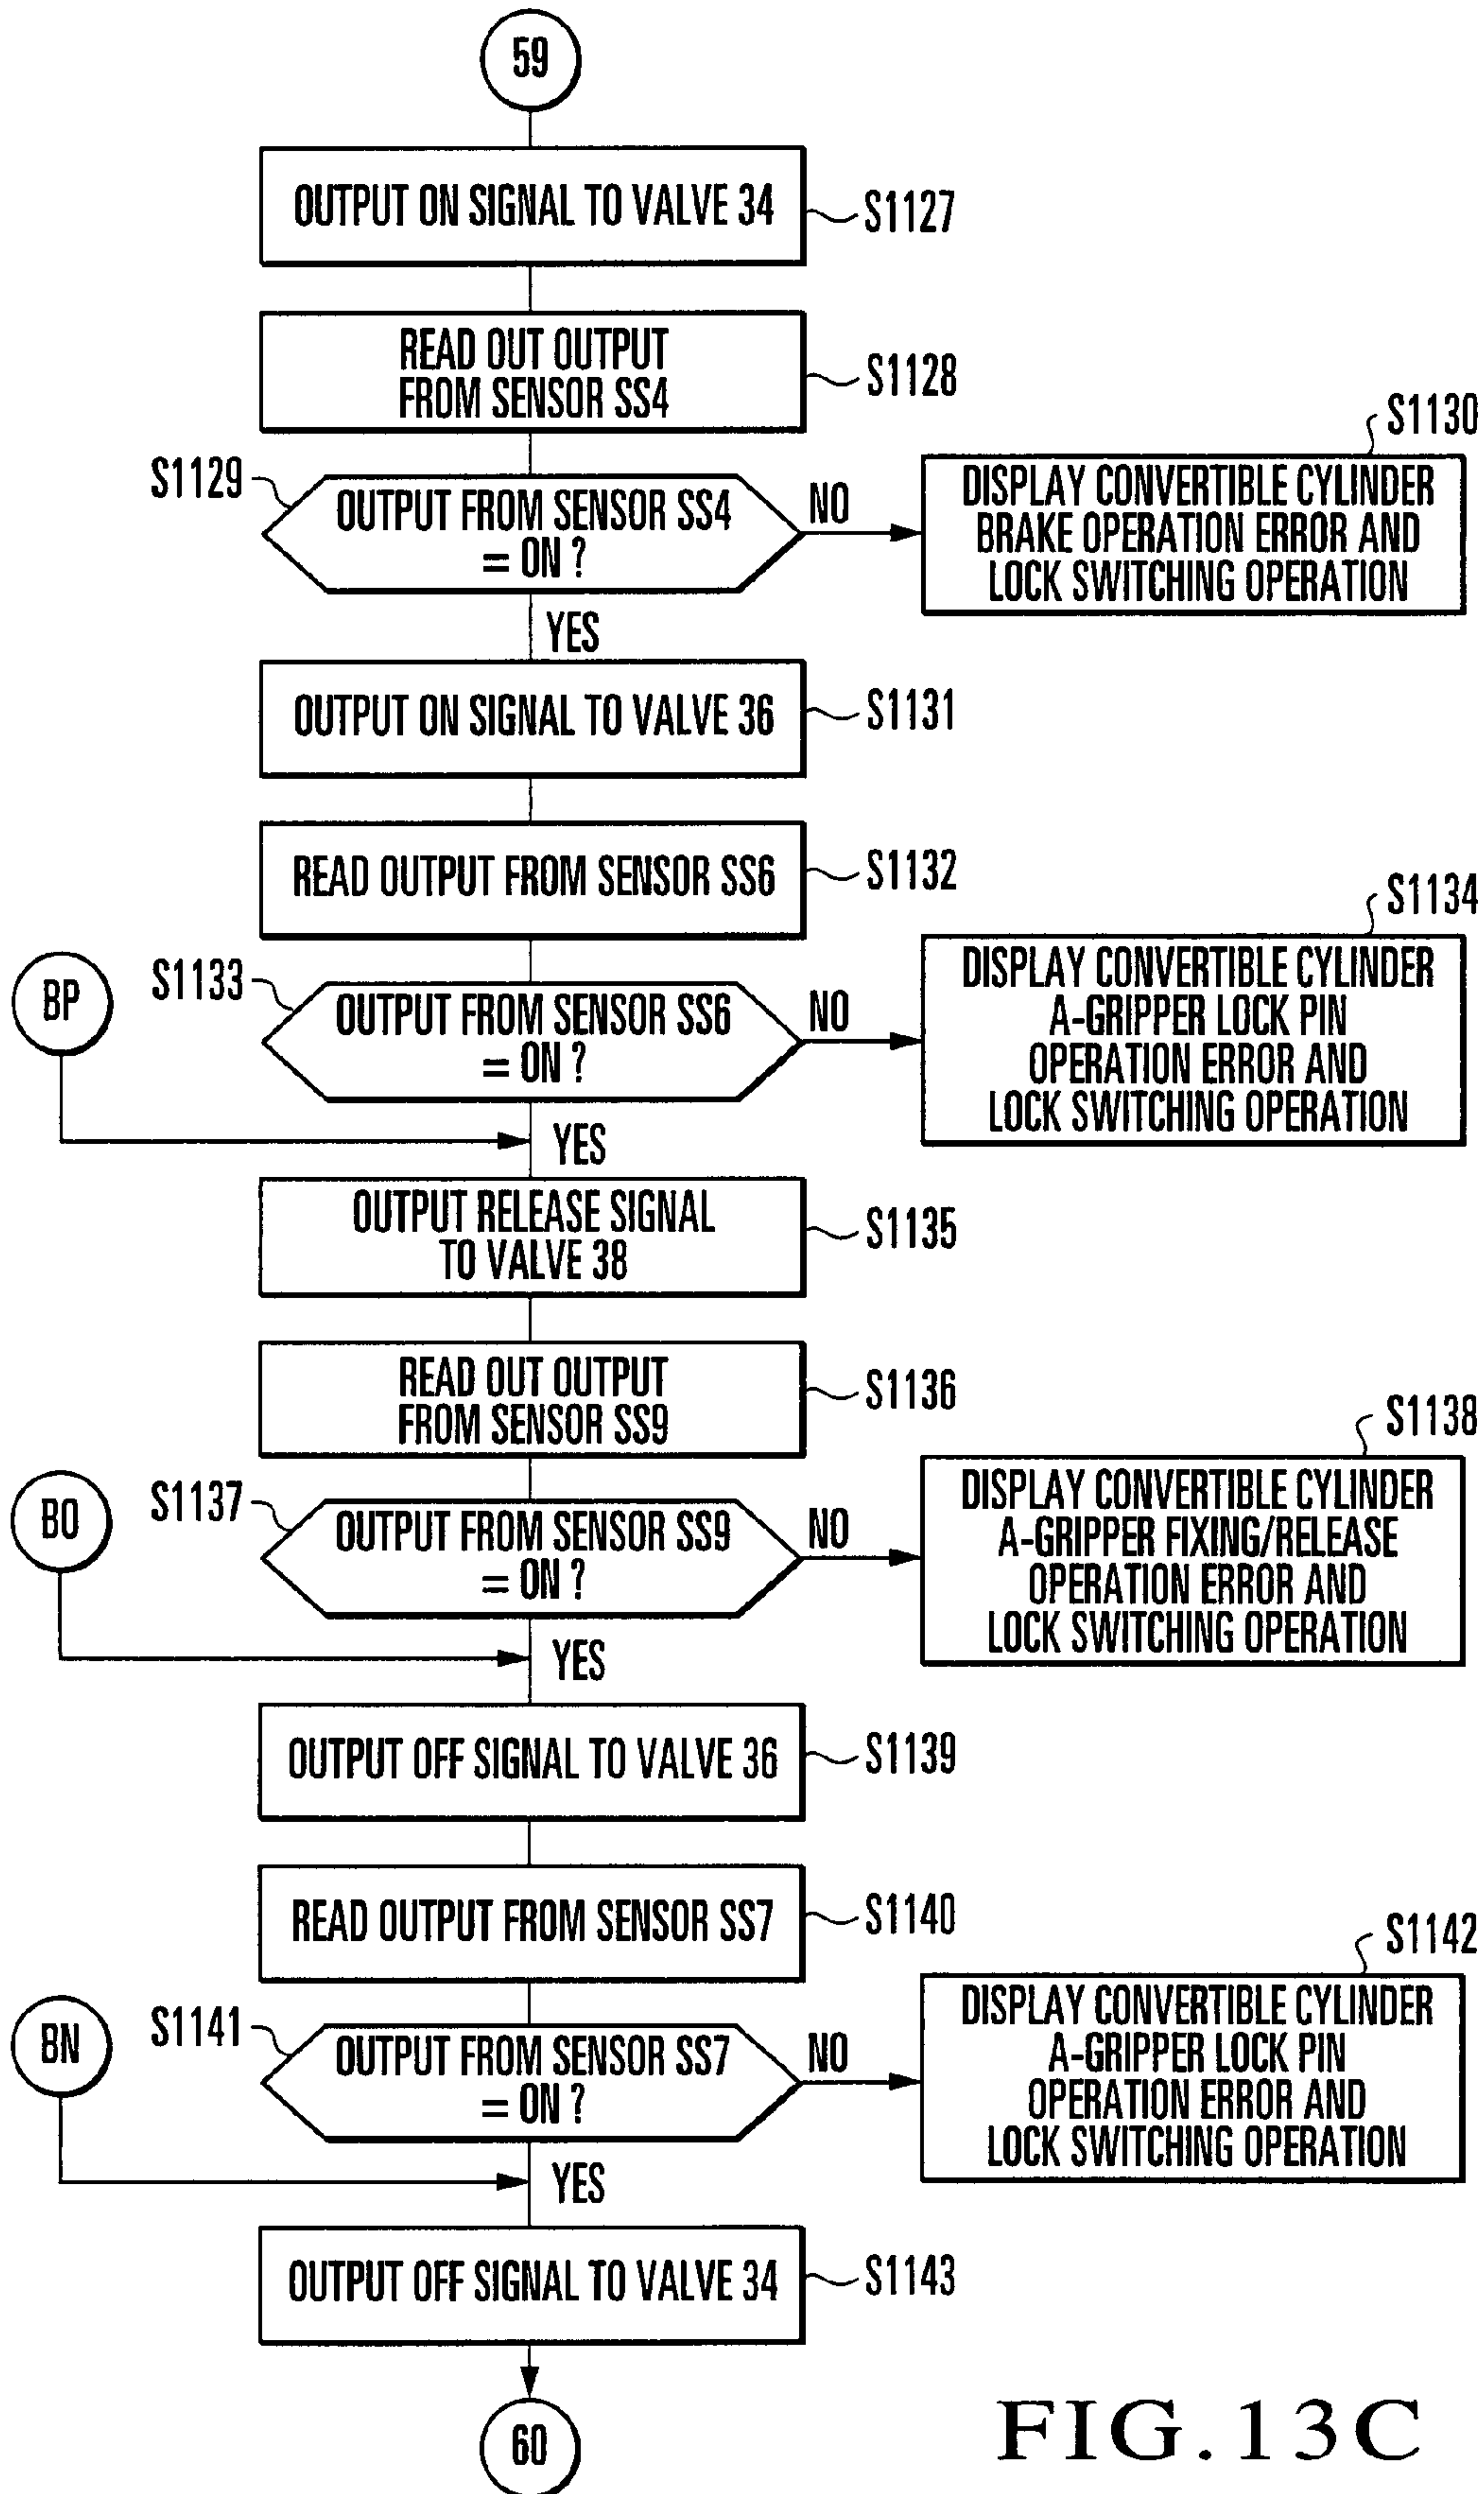 59
OUTPUT ON SIGNAL TO VALVE 34
S1127
READ OUT OUTPUT
FROM SENSOR SS4
S1128
S1129
OUTPUT FROM SENSOR SS4
= ON ?
NO
S1130
DISPLAY CONVERTIBLE CYLINDER
BRAKE OPERATION ERROR AND
LOCK SWITCHING OPERATION
YES
OUTPUT ON SIGNAL TO VALVE 36
S1131
READ OUTPUT FROM SENSOR SS6
S1132
BP
S1133
OUTPUT FROM SENSOR SS6
= ON ?
NO
S1134
DISPLAY CONVERTIBLE CYLINDER
A-GRIPPER LOCK PIN
OPERATION ERROR AND
LOCK SWITCHING OPERATION
YES
OUTPUT RELEASE SIGNAL
TO VALVE 38
S1135
READ OUT OUTPUT
FROM SENSOR SS9
S1136
BO
S1137
OUTPUT FROM SENSOR SS9
= ON ?
NO
S1138
DISPLAY CONVERTIBLE CYLINDER
A-GRIPPER FIXING/RELEASE
OPERATION ERROR AND
LOCK SWITCHING OPERATION
YES
OUTPUT OFF SIGNAL TO VALVE 36
S1139
READ OUTPUT FROM SENSOR SS7
S1140
BN
S1141
OUTPUT FROM SENSOR SS7
= ON ?
NO
S1142
DISPLAY CONVERTIBLE CYLINDER
A-GRIPPER LOCK PIN
OPERATION ERROR AND
LOCK SWITCHING OPERATION
YES
OUTPUT OFF SIGNAL TO VALVE 34
S1143
60
FIG.13C